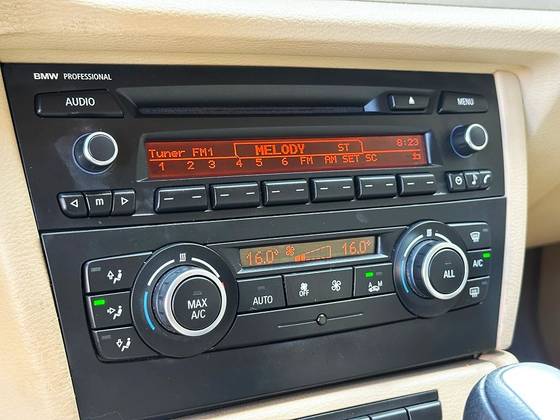 BMW PROFESSIONAL
AUDIO
MENU
Tuner FM1 MELODY ST 8:23
1 2 3 4 5 6 FM AM SET SC
m
16.0° 16.0°
MAX A/C
AUTO
OFF
A M
ALL
A/C